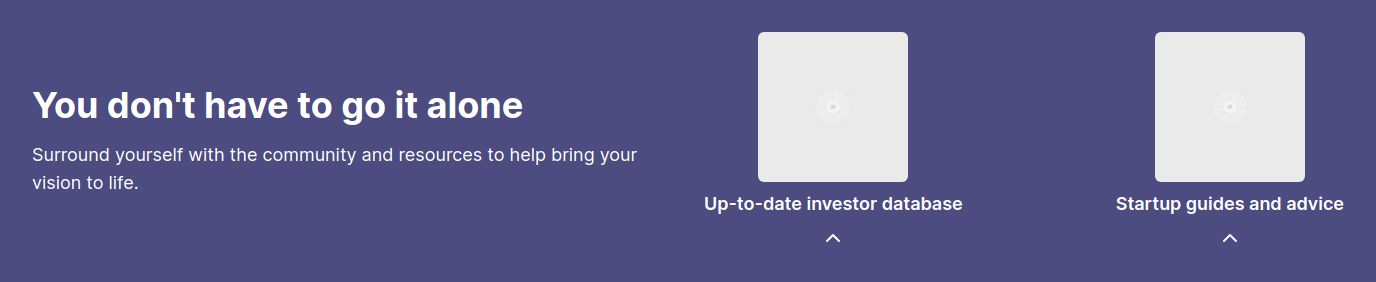 You don't have to go it alone
Surround yourself with the community and resources to help bring your
vision to life.
Up-to-date investor database
Startup guides and advice